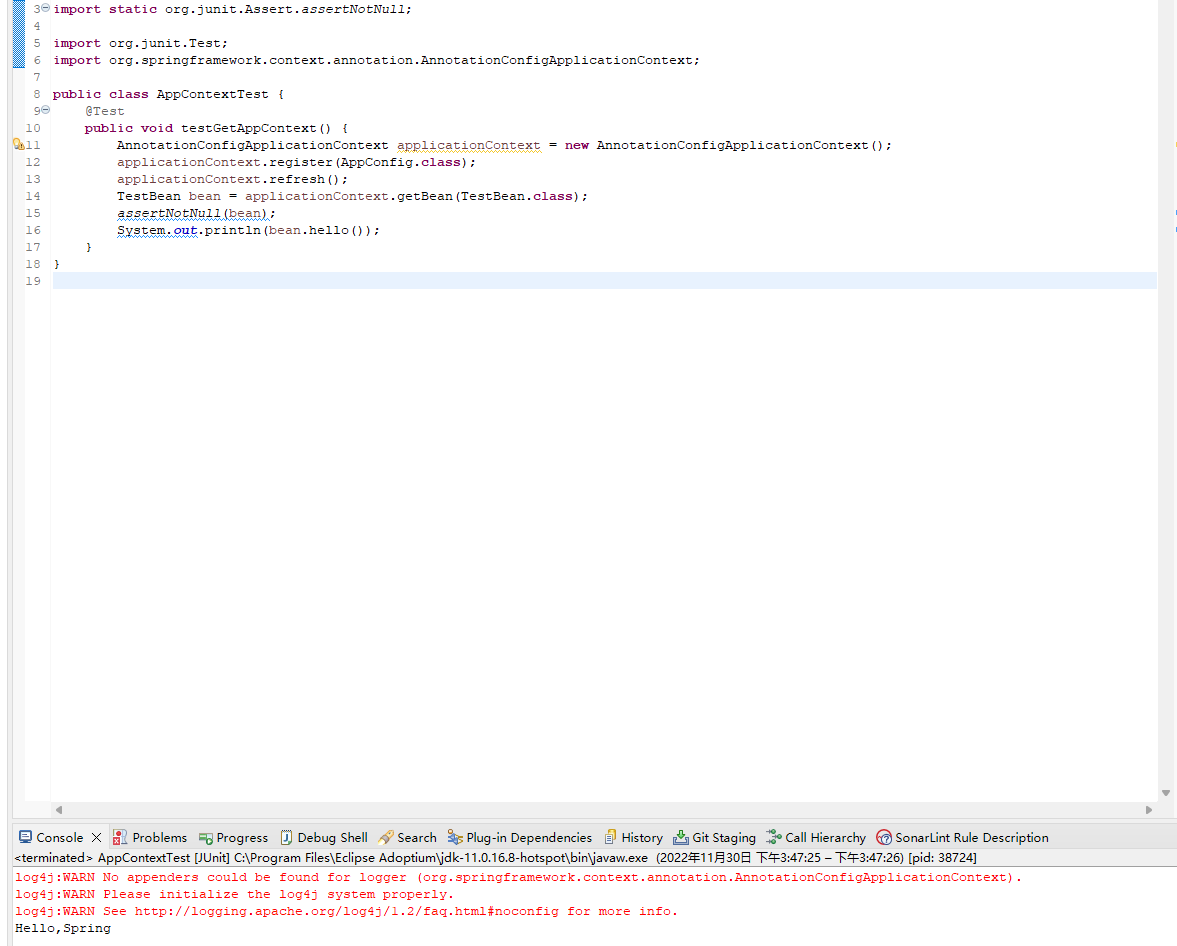 3 import static org.junit.Assert.assertNotNull;
4
5 import org.junit.Test;
6 import org.springframework.context.annotation.AnnotationConfigApplicationContext;
7
8 public class AppContextTest {
9 @Test
10 public void testGetAppContext() {
11 AnnotationConfigApplicationContext applicationContext = new AnnotationConfigApplicationContext();
12 applicationContext.register(AppConfig.class);
13 applicationContext.refresh();
14 TestBean bean = applicationContext.getBean(TestBean.class);
15 assertNotNull(bean);
16 System.out.println(bean.hello());
17 }
18 }
19
Console Problems Progress Debug Shell Search Plug-in Dependencies History Git Staging Call Hierarchy SonarLint Rule Description
<terminated> AppContextTest [JUnit] C:\Program Files\Eclipse Adoptium\jdk-11.0.16.8-hotspot\bin\javaw.exe (2022年11月30日 下午3:47:25 – 下午3:47:26) [pid: 38724]
log4j:WARN No appenders could be found for logger (org.springframework.context.annotation.AnnotationConfigApplicationContext).
log4j:WARN Please initialize the log4j system properly.
log4j:WARN See http://logging.apache.org/log4j/1.2/faq.html#noconfig for more info.
Hello,Spring